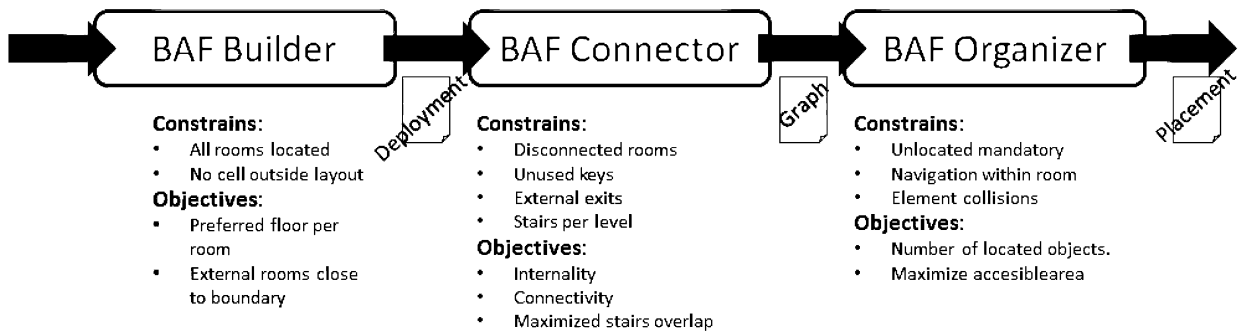 BAF Builder
BAF Connector
BAF Organizer
Deployment
Graph
Placement
Constrains:
• All rooms located
• No cell outside layout
Objectives:
• Preferred floor per
room
• External rooms close
to boundary
Constrains:
• Disconnected rooms
• Unused keys
• External exits
• Stairs per level
Objectives:
• Internality
• Connectivity
• Maximized stairs overlap
Constrains:
• Unlocated mandatory
• Navigation within room
• Element collisions
Objectives:
• Number of located objects.
• Maximize accesiblearea